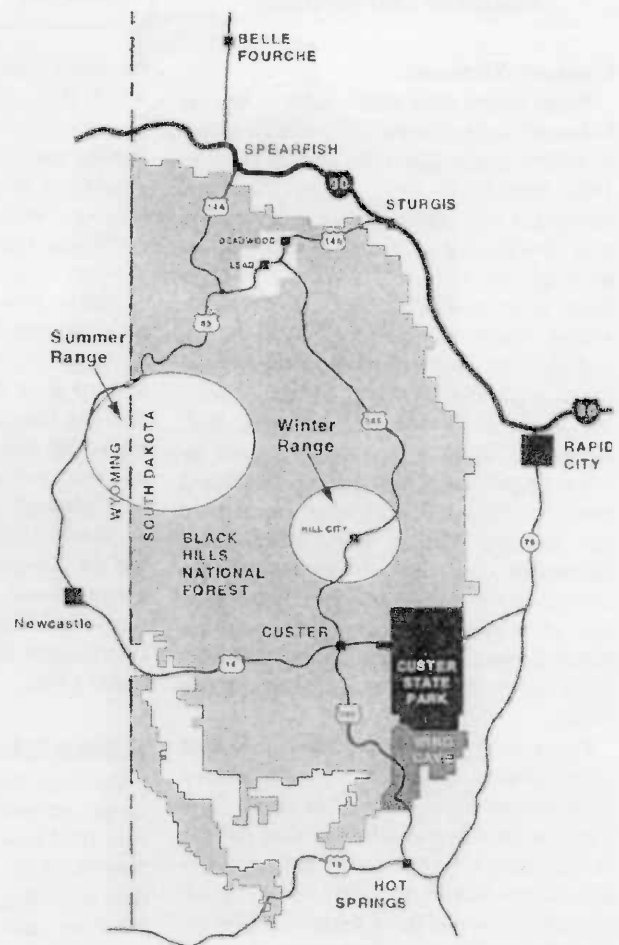 BELLE
FOURCHE
SPEARFISH
90
STURGIS
14A
DEADWOOD
14A
LEAD
85
Summer
Range
Winter
Range
385
RAPID
CITY
WYOMING
SOUTH DAKOTA
HILL CITY
79
BLACK
HILLS
NATIONAL
FOREST
Newcastle
CUSTER
16
CUSTER
STATE
PARK
WIND
CAVE
18
HOT
SPRINGS